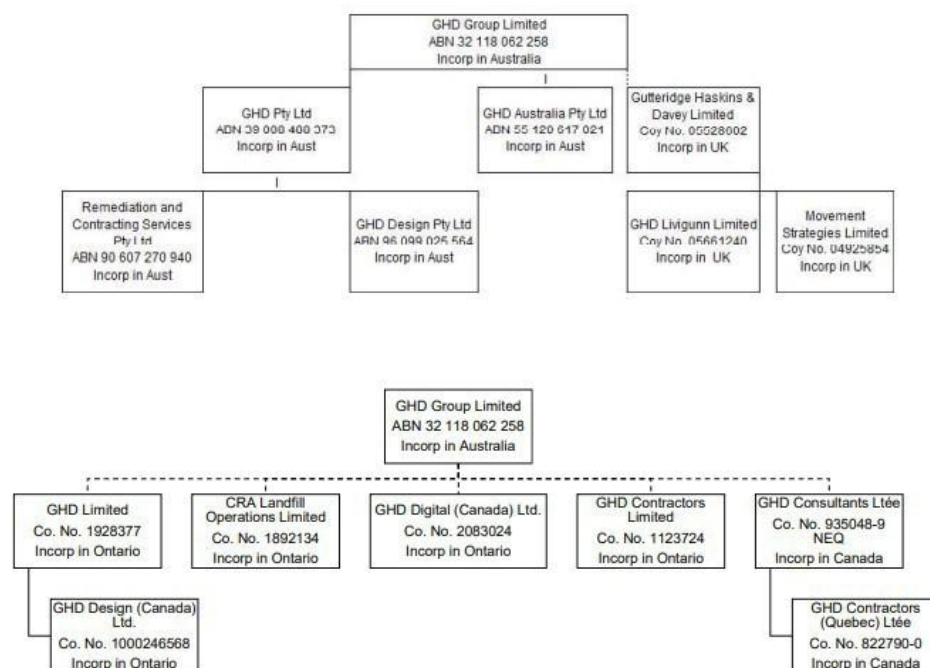 GHD Group Limited
ABN 32 118 062 258
Incorp in Australia
GHD Pty Ltd
ABN 39 008 488 373
Incorp in Aust
GHD Australia Pty Ltd
ABN 55 120 617 021
Incorp in Aust
Gutteridge Haskins &
Davey Limited
Coy No. 05528602
Incorp in UK
Remediation and
Contracting Services
Pty Ltd
ABN 90 607 270 940
Incorp in Aust
GHD Design Pty Ltd
ABN 96 099 025 564
Incorp in Aust
GHD Livigunn Limited
Coy No. 05661240
Incorp in UK
Movement
Strategies Limited
Coy No. 04925854
Incorp in UK
GHD Group Limited
ABN 32 118 062 258
Incorp in Australia
GHD Limited
Co. No. 1928377
Incorp in Ontario
CRA Landfill
Operations Limited
Co. No. 1892134
Incorp in Ontario
GHD Digital (Canada) Ltd.
Co. No. 2083024
Incorp in Ontario
GHD Contractors
Limited
Co. No. 1123724
Incorp in Ontario
GHD Consultants Ltée
Co. No. 935048-9
NEQ
Incorp in Canada
GHD Design (Canada)
Ltd.
Co. No. 1000246568
Incorp in Ontario
GHD Contractors
(Quebec) Ltée
Co. No. 822790-0
Incorp in Canada